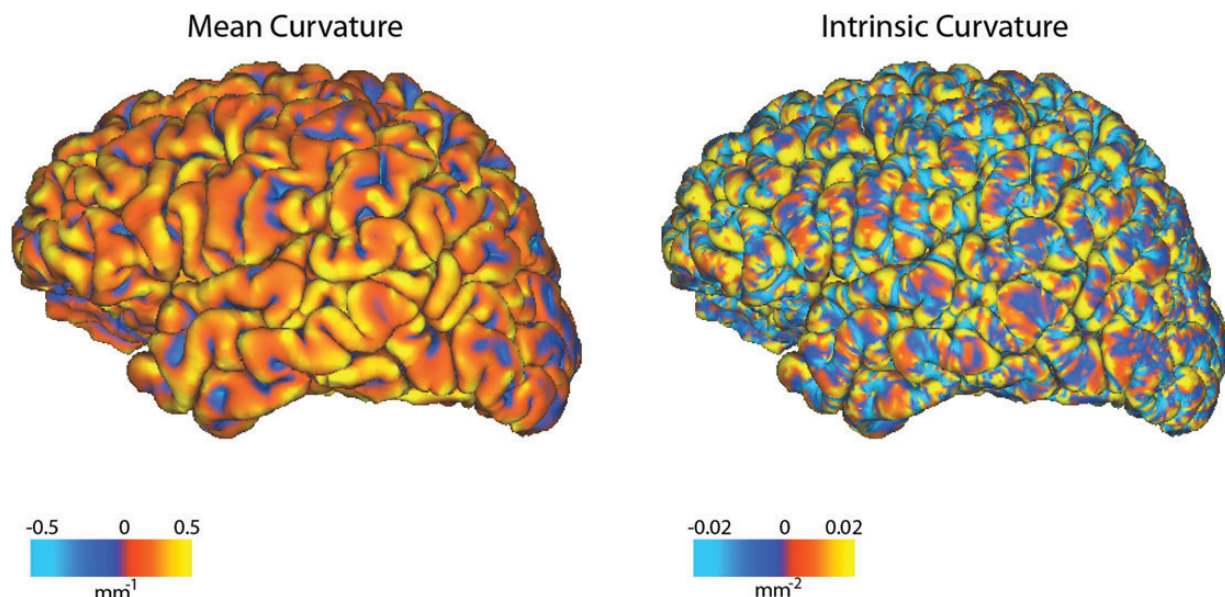 Mean Curvature
Intrinsic Curvature
-0.5 0 0.5
mm-1
-0.02 0 0.02
mm-2